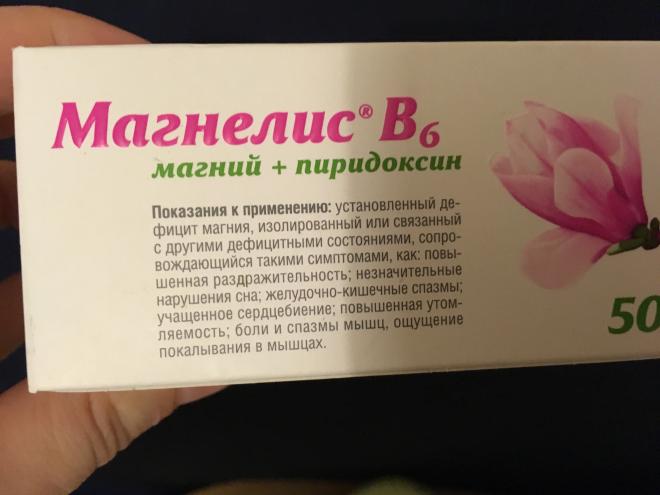 Магнелис® B6
магний + пиридоксин
Показания к применению: установленный де-
фицит магния, изолированный или связанный
с другими дефицитными состояниями, сопро-
вождающийся такими симптомами, как: повы-
шенная раздражительность; незначительные
нарушения сна; желудочно-кишечные спазмы;
учащенное сердцебиение; повышенная утом-
ляемость; боли и спазмы мышц, ощущение
покалывания в мышцах.
50